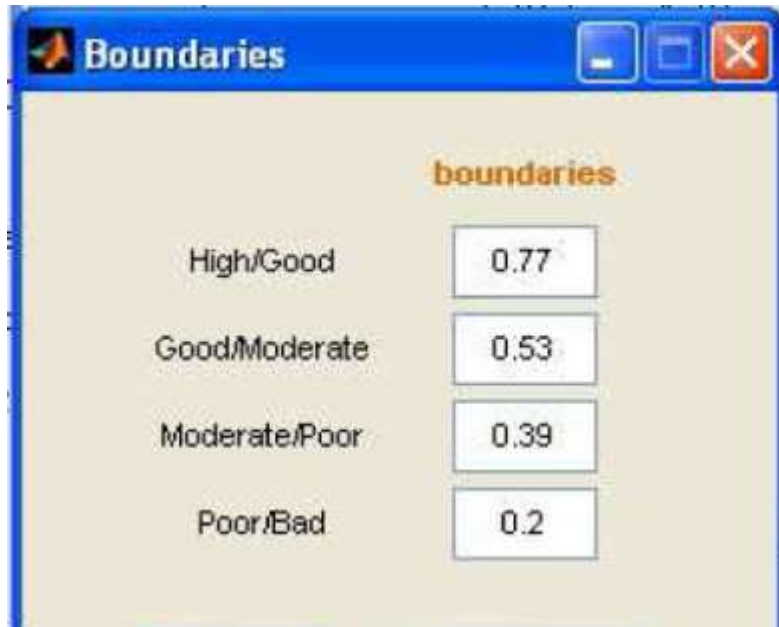 Boundaries
boundaries
High/Good 0.77
Good/Moderate 0.53
Moderate/Poor 0.39
Poor/Bad 0.2